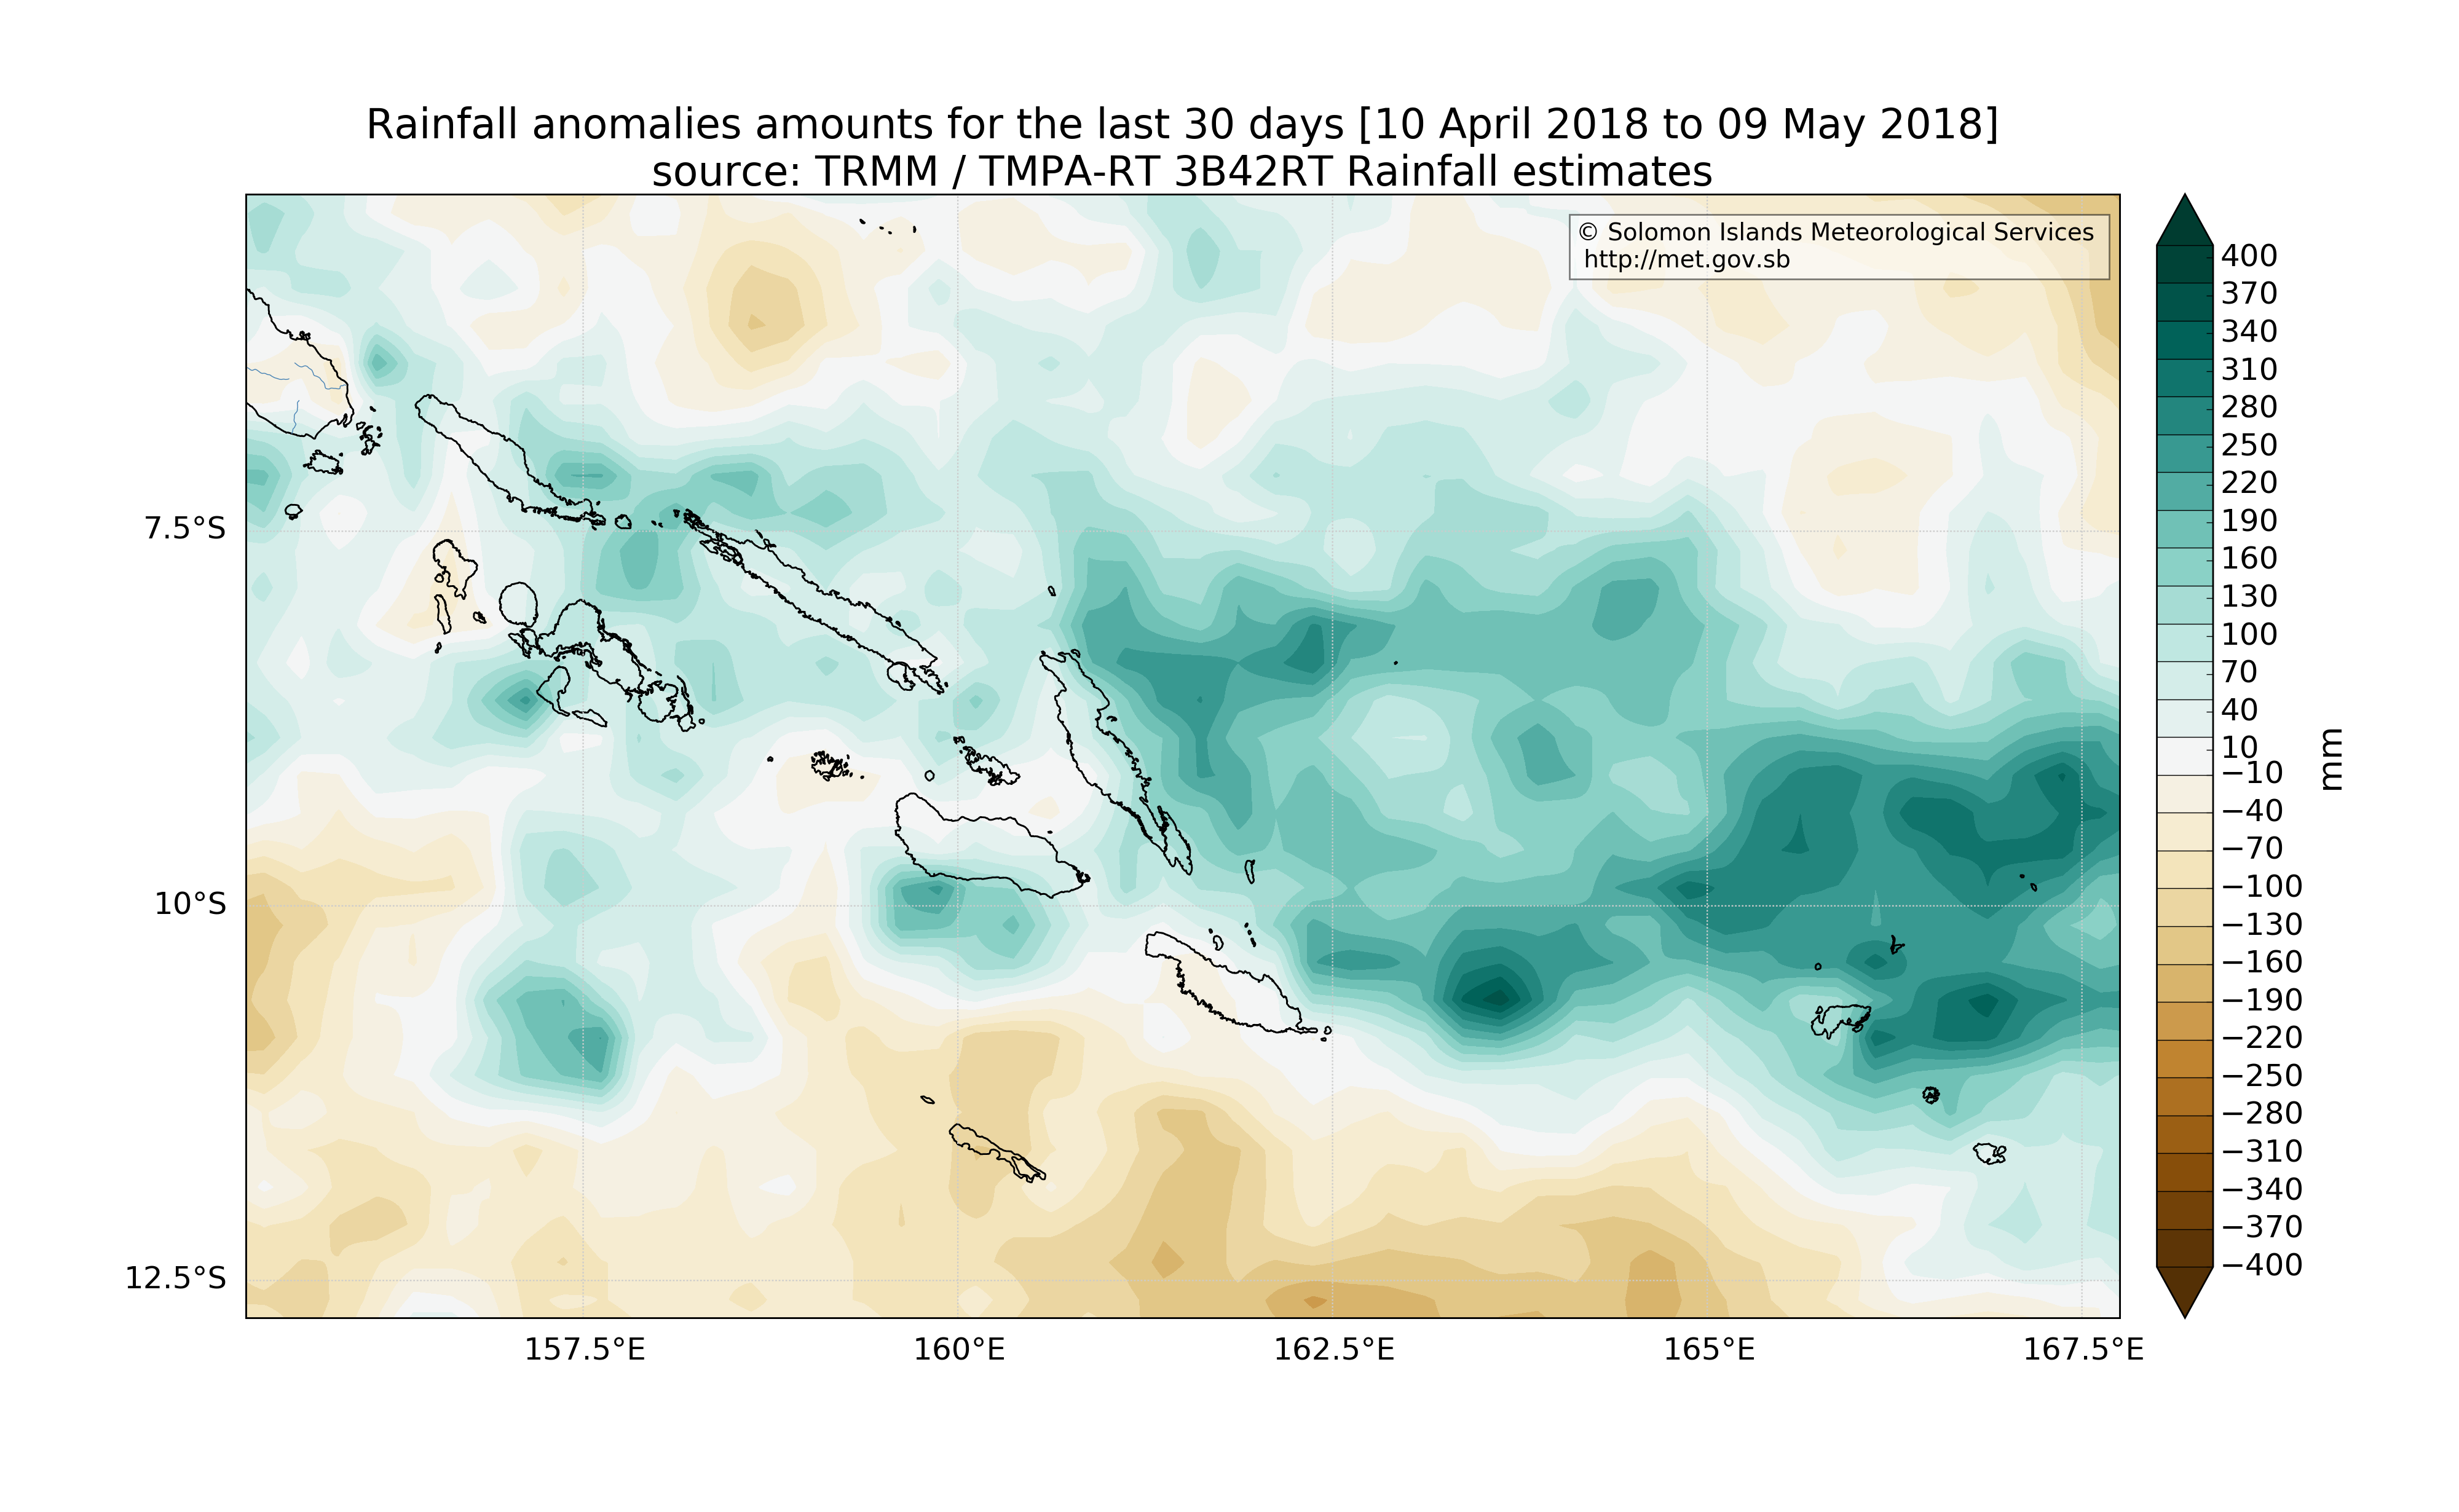 Rainfall anomalies amounts for the last 30 days [10 April 2018 to 09 May 2018]
source: TRMM / TMPA-RT 3B42RT Rainfall estimates
© Solomon Islands Meteorological Services
http://met.gov.sb
7.5°S
10°S
12.5°S
157.5°E
160°E
162.5°E
165°E
167.5°E
400
370
340
310
280
250
220
190
160
130
100
70
40
10
−10
−40
−70
−100
−130
−160
−190
−220
−250
−280
−310
−340
−370
−400
mm